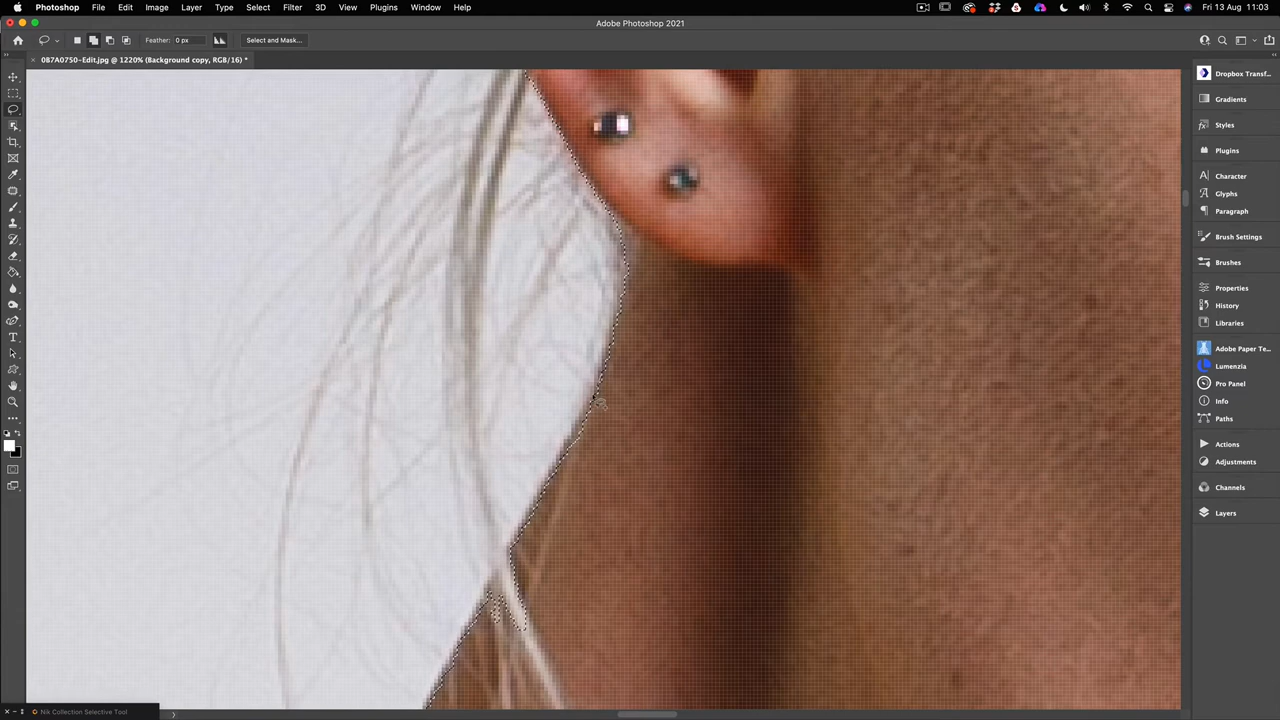 Photoshop File Edit Image Layer Type Select Filter 3D View Plugins Window Help Fri 13 Aug 11:03
Adobe Photoshop 2021
Feather: 0 px Select and Mask...
× 0B7A0750-Edit.jpg @ 1220% (Background copy, RGB/16) *
Dropbox Transf...
Gradients
Styles
Plugins
Character
Glyphs
Paragraph
Brush Settings
Brushes
Properties
History
Libraries
Adobe Paper Te...
Lumenzia
Pro Panel
Info
Paths
Actions
Adjustments
Channels
Layers
Nik Collection Selective Tool